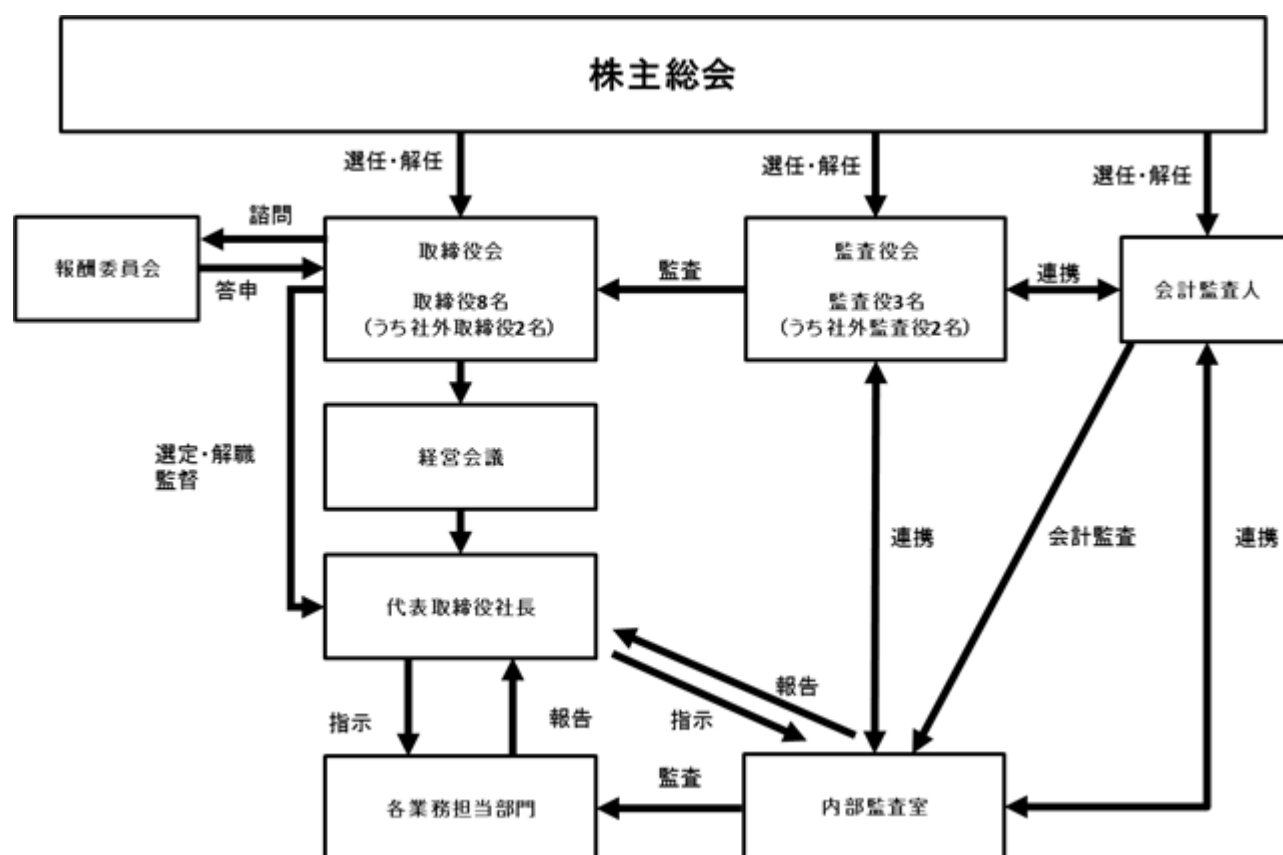 株主総会
選任・解任
選任・解任
選任・解任
諮問
報酬委員会
答申
取締役会
取締役8名
(うち社外取締役2名)
監査
監査役会
監査役3名
(うち社外監査役2名)
連携
会計監査人
選定・解職
監督
経営会議
連携
会計監査
連携
代表取締役社長
指示
報告
報告
指示
各業務担当部門
監査
内部監査室